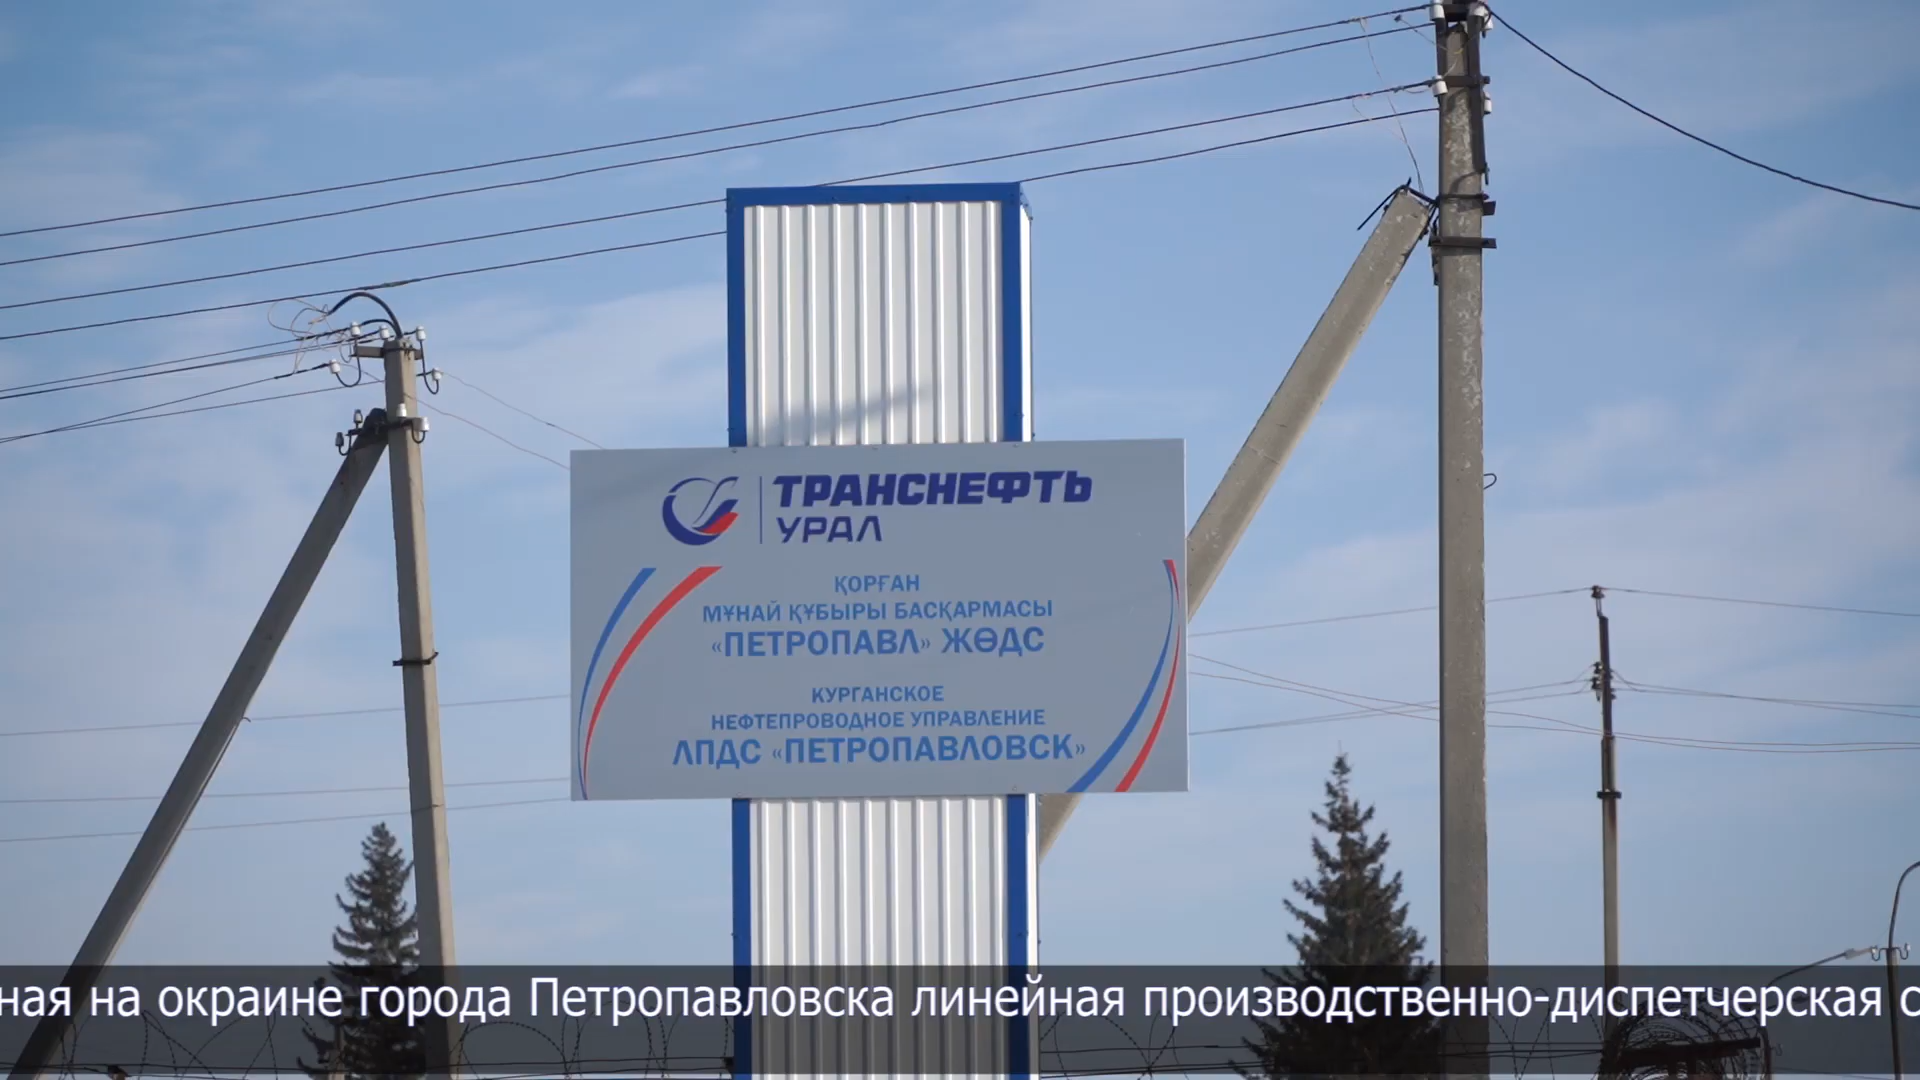 ТРАНСНЕФТЬ
УРАЛ
ҚОРҒАН
МҰНАЙ ҚҰБЫРЫ БАСҚАРМАСЫ
«ПЕТРОПАВЛ» ЖӨДС
КУРГАНСКОЕ
НЕФТЕПРОВОДНОЕ УПРАВЛЕНИЕ
ЛПДС «ПЕТРОПАВЛОВСК»
ная на окраине города Петропавловска линейная производственно-диспетчерская с